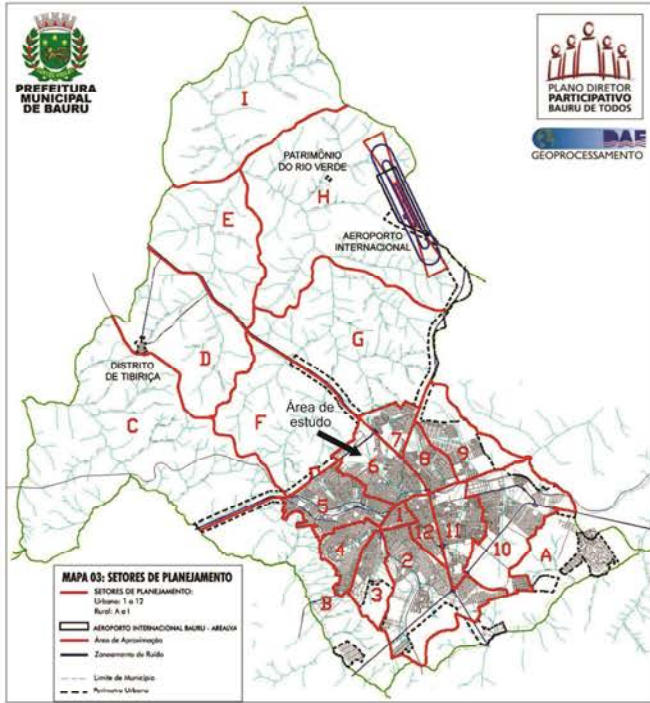 PREFEITURA
MUNICIPAL
DE BAURU
PLANO DIRETOR
PARTICIPATIVO
BAURU DE TODOS
DAE
GEOPROCESSAMENTO
I
PATRIMÔNIO
DO RIO VERDE
H
E
AEROPORTO
INTERNACIONAL
G
D
DISTRITO
DE TIBIRIÇA
C
F
Área de
estudo
7
6
8
9
5
1
12
11
4
2
10
A
B
3
MAPA 03: SETORES DE PLANEJAMENTO
SETORES DE PLANEJAMENTO:
Urbano: 1 a 12
Rural: A a I
AEROPORTO INTERNACIONAL BAURU - AREALVA
Área de Aproximação
Zoneamento de Ruído
Limite de Município
Perímetro Urbano